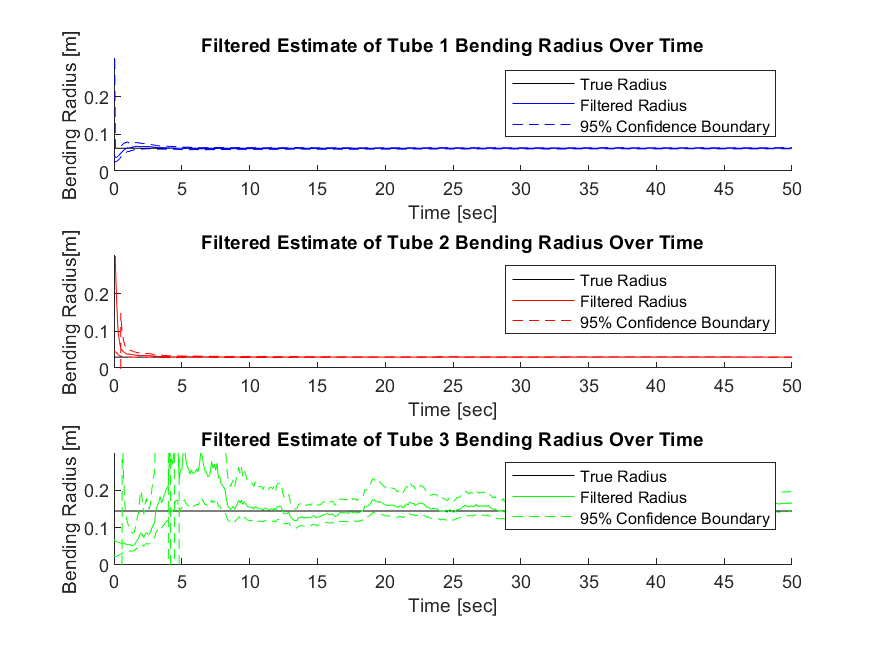 Filtered Estimate of Tube 1 Bending Radius Over Time
Bending Radius [m]
0.2
0.1
0
True Radius
Filtered Radius
95% Confidence Boundary
0 5 10 15 20 25 30 35 40 45 50
Time [sec]
Filtered Estimate of Tube 2 Bending Radius Over Time
Bending Radius[m]
0.2
0.1
0
True Radius
Filtered Radius
95% Confidence Boundary
0 5 10 15 20 25 30 35 40 45 50
Time [sec]
Filtered Estimate of Tube 3 Bending Radius Over Time
Bending Radius [m]
0.2
0.1
0
True Radius
Filtered Radius
95% Confidence Boundary
0 5 10 15 20 25 30 35 40 45 50
Time [sec]